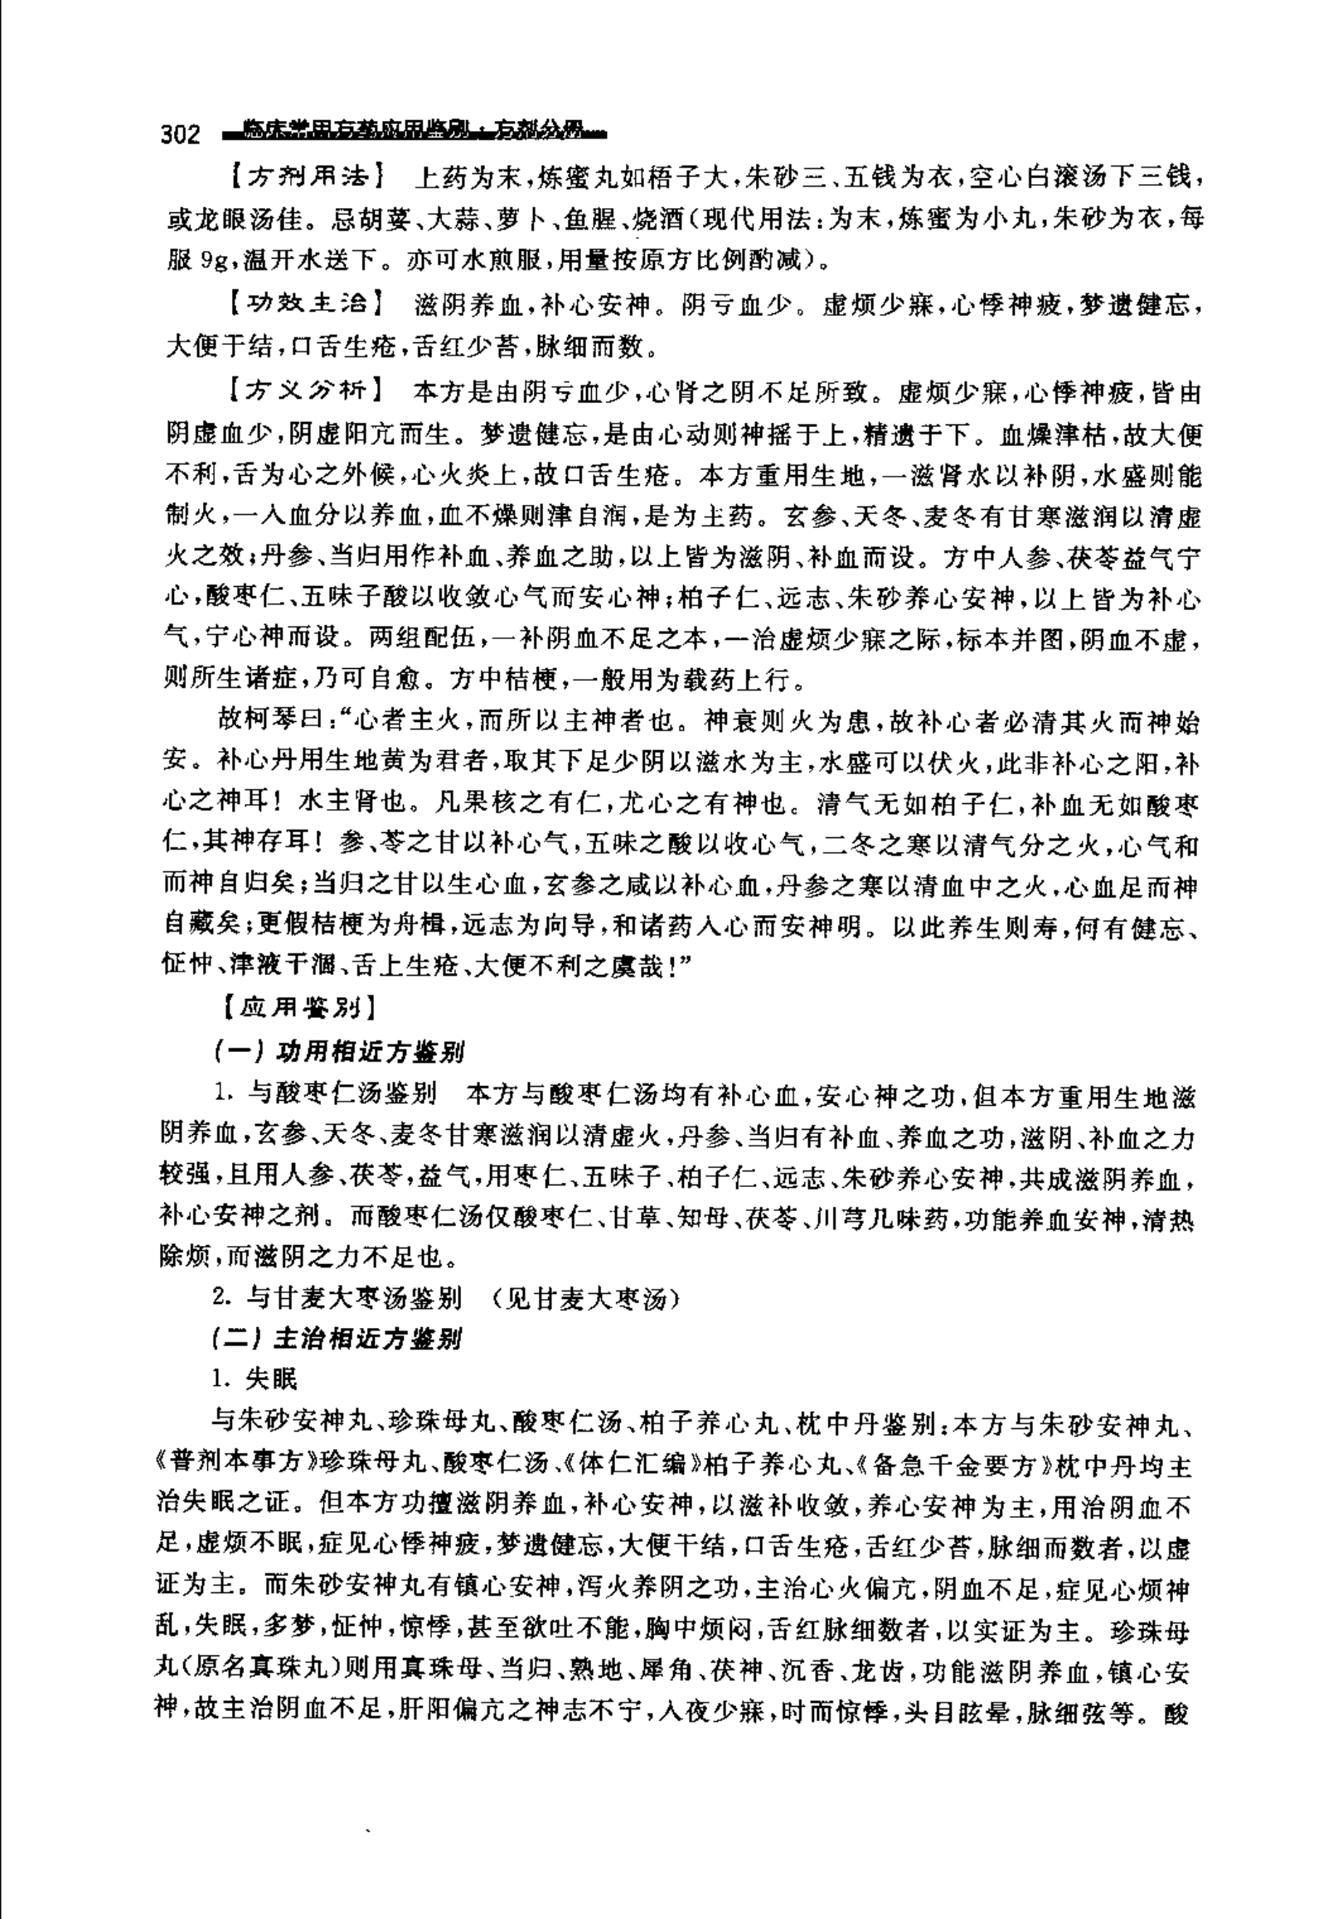 302 临床常用方药应用鉴别·方剂分册
【方剂用法】 上药为末,炼蜜丸如梧子大,朱砂三、五钱为衣,空心白滚汤下三钱,
或龙眼汤佳。忌胡荽、大蒜、萝卜、鱼腥、烧酒(现代用法:为末,炼蜜为小丸,朱砂为衣,每
服9g,温开水送下。亦可水煎服,用量按原方比例酌减)。
【功效主治】 滋阴养血,补心安神。阴亏血少。虚烦少寐,心悸神疲,梦遗健忘,
大便干结,口舌生疮,舌红少苔,脉细而数。
【方义分析】 本方是由阴亏血少,心肾之阴不足所致。虚烦少寐,心悸神疲,皆由
阴虚血少,阴虚阳亢而生。梦遗健忘,是由心动则神摇于上,精遗于下。血燥津枯,故大便
不利,舌为心之外候,心火炎上,故口舌生疮。本方重用生地,一滋肾水以补阴,水盛则能
制火,一入血分以养血,血不燥则津自润,是为主药。玄参、天冬、麦冬有甘寒滋润以清虚
火之效;丹参、当归用作补血、养血之助,以上皆为滋阴、补血而设。方中人参、茯苓益气宁
心,酸枣仁、五味子酸以收敛心气而安心神;柏子仁、远志、朱砂养心安神,以上皆为补心
气,宁心神而设。两组配伍,一补阴血不足之本,一治虚烦少寐之际,标本并图,阴血不虚,
则所生诸症,乃可自愈。方中桔梗,一般用为载药上行。
故柯琴曰:“心者主火,而所以主神者也。神衰则火为患,故补心者必清其火而神始
安。补心丹用生地黄为君者,取其下足少阴以滋水为主,水盛可以伏火,此非补心之阳,补
心之神耳!水主肾也。凡果核之有仁,尤心之有神也。清气无如柏子仁,补血无如酸枣
仁,其神存耳!参、苓之甘以补心气,五味之酸以收心气,二冬之寒以清气分之火,心气和
而神自归矣;当归之甘以生心血,玄参之咸以补心血,丹参之寒以清血中之火,心血足而神
自藏矣;更假桔梗为舟楫,远志为向导,和诸药入心而安神明。以此养生则寿,何有健忘、
怔忡、津液干涸、舌上生疮、大便不利之虞哉!”
【应用鉴别】
(一)功用相近方鉴别
1. 与酸枣仁汤鉴别 本方与酸枣仁汤均有补心血,安心神之功,但本方重用生地滋
阴养血,玄参、天冬、麦冬甘寒滋润以清虚火,丹参、当归有补血、养血之功,滋阴、补血之力
较强,且用人参、茯苓,益气,用枣仁、五味子、柏子仁、远志、朱砂养心安神,共成滋阴养血,
补心安神之剂。而酸枣仁汤仅酸枣仁、甘草、知母、茯苓、川芎几味药,功能养血安神,清热
除烦,而滋阴之力不足也。
2. 与甘麦大枣汤鉴别 (见甘麦大枣汤)
(二)主治相近方鉴别
1. 失眠
与朱砂安神丸、珍珠母丸、酸枣仁汤、柏子养心丸、枕中丹鉴别:本方与朱砂安神丸、
《普剂本事方》珍珠母丸、酸枣仁汤、《体仁汇编》柏子养心丸、《备急千金要方》枕中丹均主
治失眠之证。但本方功擅滋阴养血,补心安神,以滋补收敛,养心安神为主,用治阴血不
足,虚烦不眠,症见心悸神疲,梦遗健忘,大便干结,口舌生疮,舌红少苔,脉细而数者,以虚
证为主。而朱砂安神丸有镇心安神,泻火养阴之功,主治心火偏亢,阴血不足,症见心烦神
乱,失眠,多梦,怔忡,惊悸,甚至欲吐不能,胸中烦闷,舌红脉细数者,以实证为主。珍珠母
丸(原名真珠丸)则用真珠母、当归、熟地、犀角、茯神、沉香、龙齿,功能滋阴养血,镇心安
神,故主治阴血不足,肝阳偏亢之神志不宁,入夜少寐,时而惊悸,头目眩晕,脉细弦等。酸